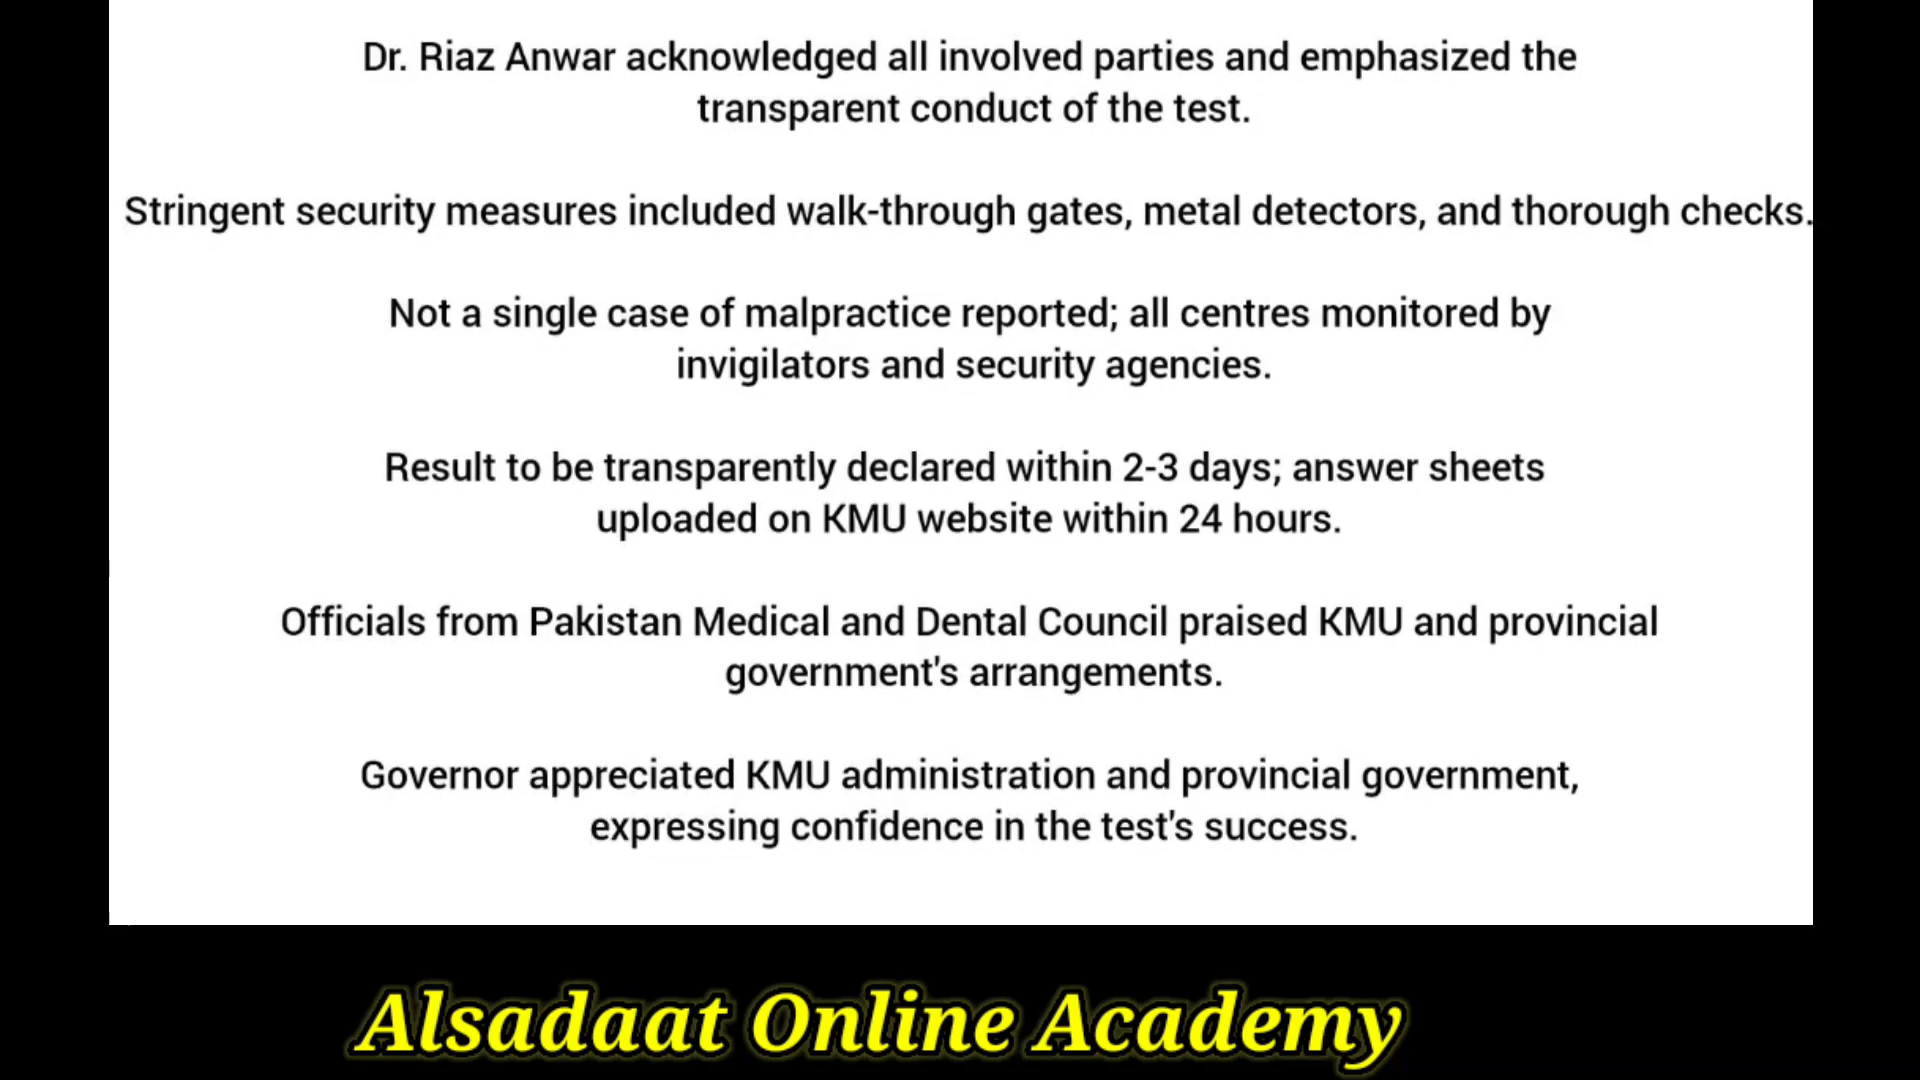 Dr. Riaz Anwar acknowledged all involved parties and emphasized the
transparent conduct of the test.
Stringent security measures included walk-through gates, metal detectors, and thorough checks.
Not a single case of malpractice reported; all centres monitored by
invigilators and security agencies.
Result to be transparently declared within 2-3 days; answer sheets
uploaded on KMU website within 24 hours.
Officials from Pakistan Medical and Dental Council praised KMU and provincial
government's arrangements.
Governor appreciated KMU administration and provincial government,
expressing confidence in the test's success.
Alsadaat Online Academy